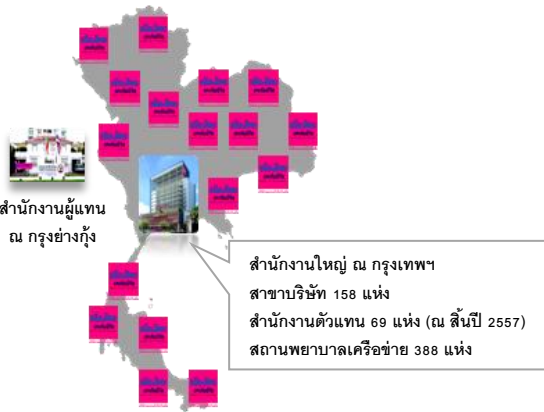 สำนักงานผู้แทน
ณ กรุงย่างกุ้ง
สำนักงานใหญ่ ณ กรุงเทพฯ
สาขาบริษัท 158 แห่ง
สำนักงานตัวแทน 69 แห่ง (ณ สิ้นปี 2557)
สถานพยาบาลเครือข่าย 388 แห่ง